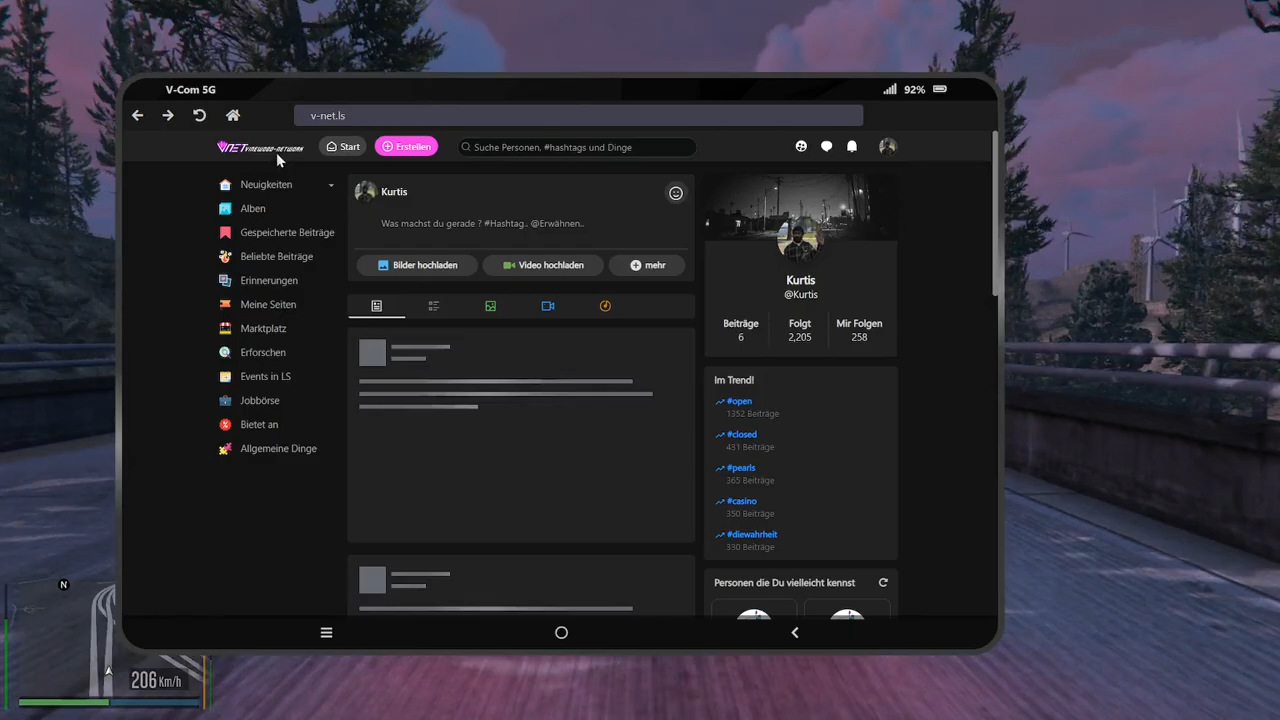 V-Com 5G
92%
v-net.ls
VNET VINEWOOD-NETWORK
Start
Erstellen
Suche Personen, #hashtags und Dinge
Neuigkeiten
Alben
Gespeicherte Beiträge
Beliebte Beiträge
Erinnerungen
Meine Seiten
Marktplatz
Erforschen
Events in LS
Jobbörse
Bietet an
Allgemeine Dinge
Kurtis
Was machst du gerade ? #Hashtag.. @Erwähnen..
Bilder hochladen
Video hochladen
mehr
Kurtis
@Kurtis
Beiträge Folgt Mir Folgen
6 2,205 258
Im Trend!
#open
1352 Beiträge
#closed
431 Beiträge
#pearls
365 Beiträge
#casino
350 Beiträge
#diewahrheit
330 Beiträge
Personen die Du vielleicht kennst
N
206 Km/h